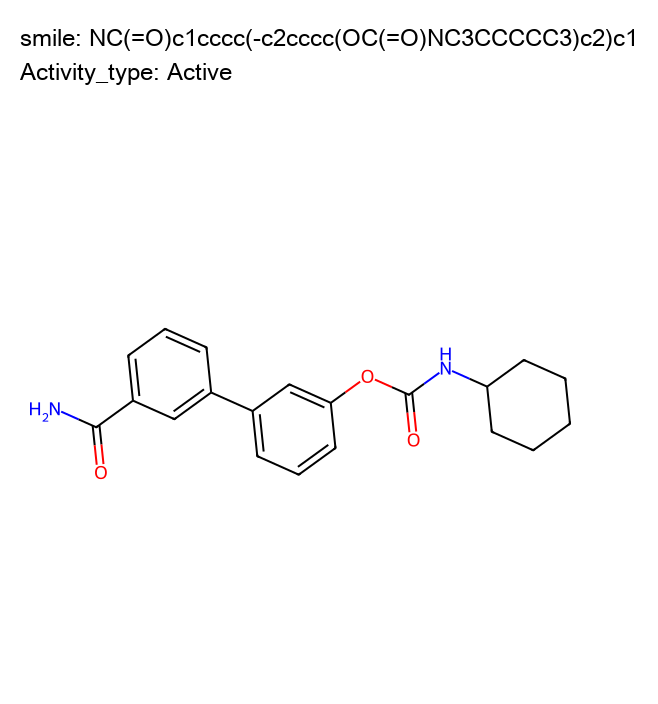 smile: NC(=O)c1cccc(-c2cccc(OC(=O)NC3CCCCC3)c2)c1
Activity_type: Active
H
O
N
H2N
O
O